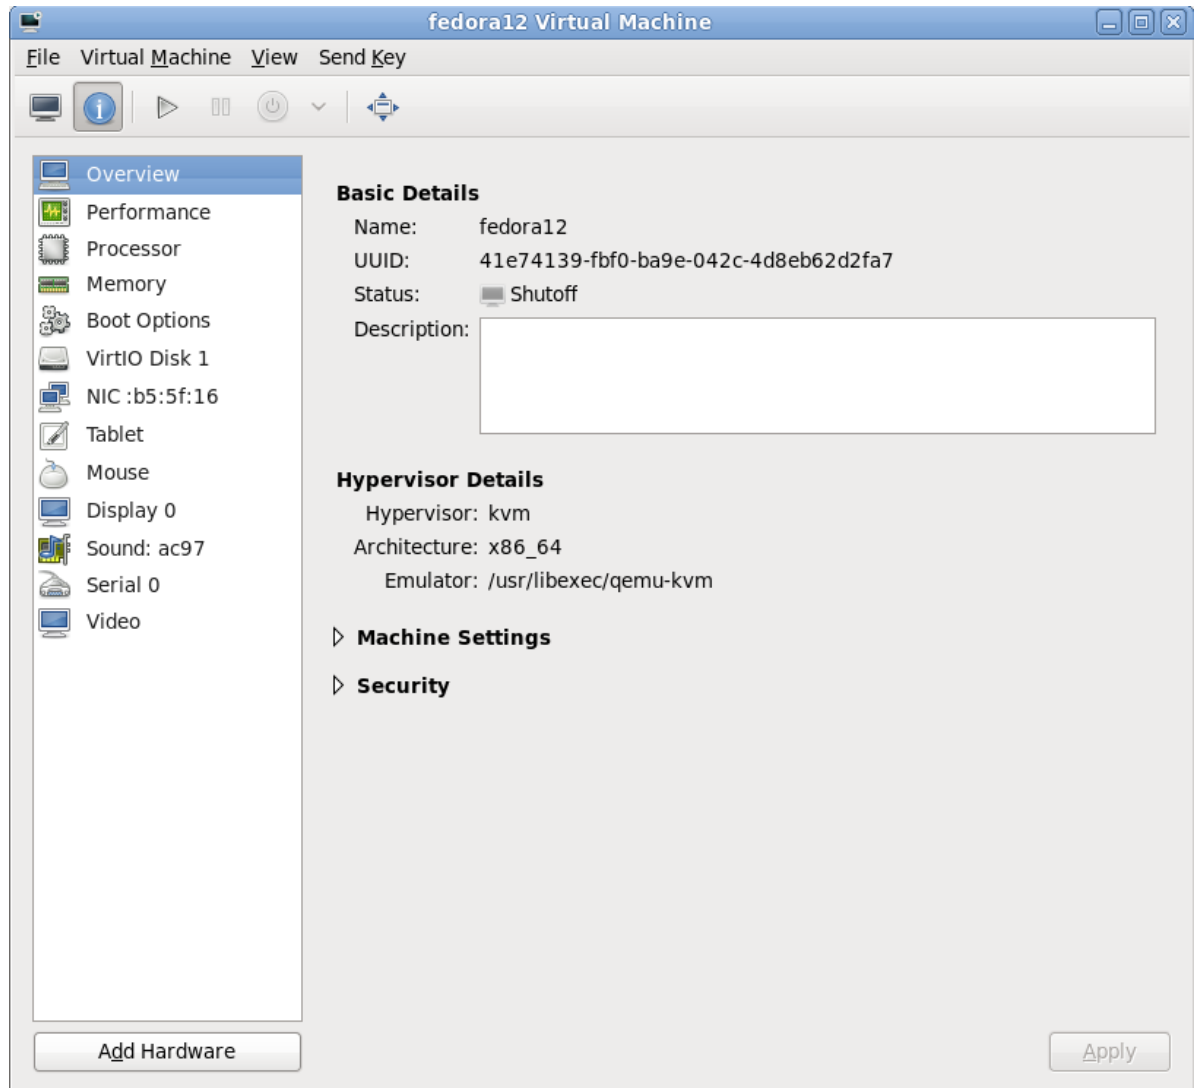 fedora12 Virtual Machine
File Virtual Machine View Send Key
Overview
Performance
Processor
Memory
Boot Options
VirtIO Disk 1
NIC :b5:5f:16
Tablet
Mouse
Display 0
Sound: ac97
Serial 0
Video
Add Hardware
Basic Details
Name: fedora12
UUID: 41e74139-fbf0-ba9e-042c-4d8eb62d2fa7
Status: Shutoff
Description:
Hypervisor Details
Hypervisor: kvm
Architecture: x86_64
Emulator: /usr/libexec/qemu-kvm
Machine Settings
Security
Apply